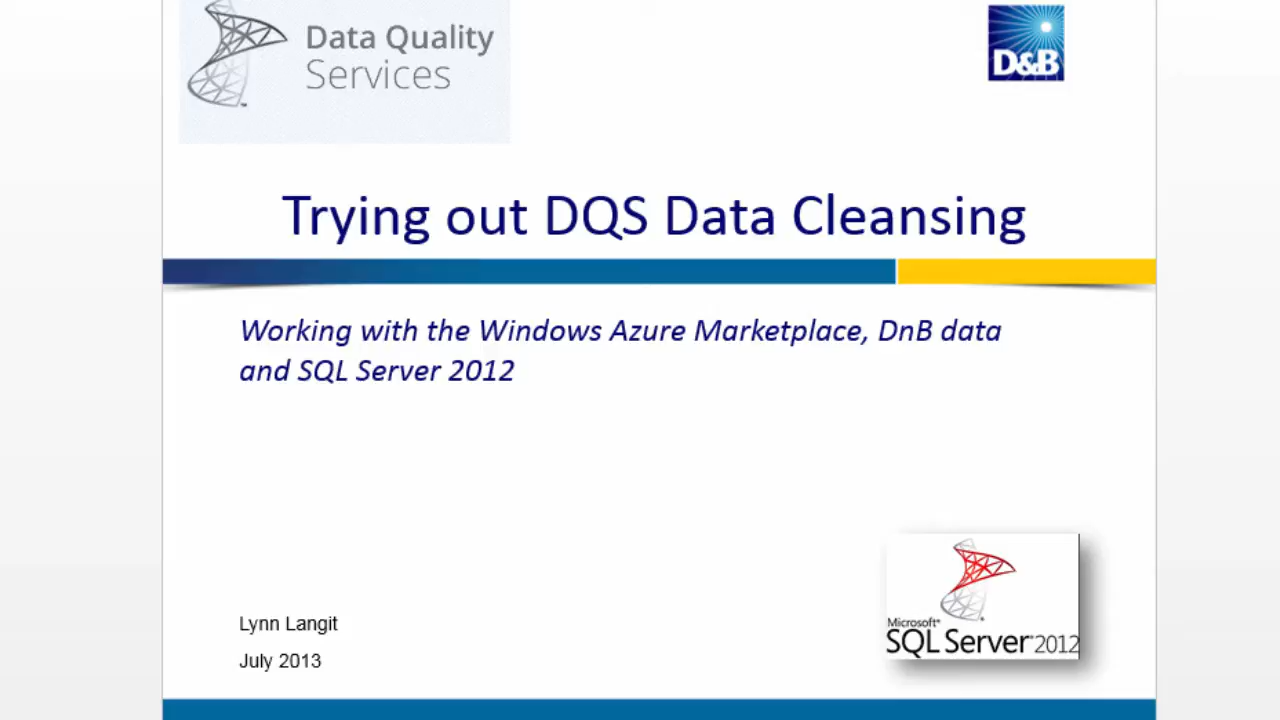 Data Quality
Services
D&B
Trying out DQS Data Cleansing
Working with the Windows Azure Marketplace, DnB data
and SQL Server 2012
Lynn Langit
July 2013
Microsoft®
SQL Server® 2012